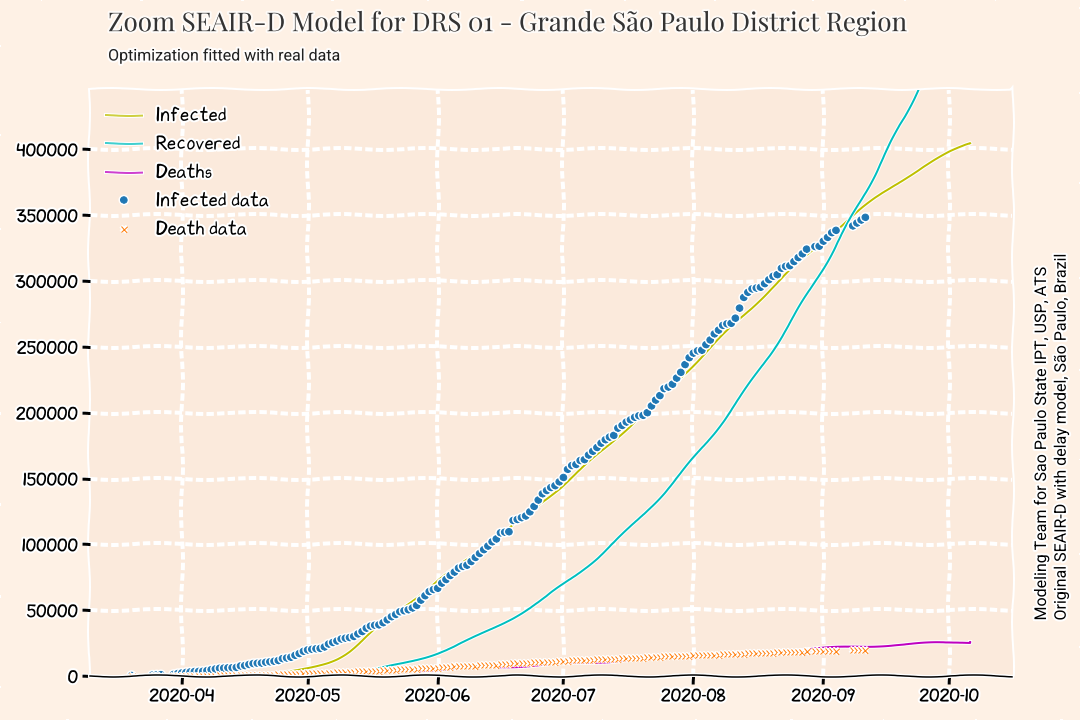 Zoom SEAIR-D Model for DRS 01 - Grande São Paulo District Region
Optimization fitted with real data
Infected
Recovered
Deaths
Infected data
Death data
400000
350000
300000
250000
200000
150000
100000
50000
0
2020-04
2020-05
2020-06
2020-07
2020-08
2020-09
2020-10
Modeling Team for Sao Paulo State IPT, USP, ATS
Original SEAIR-D with delay model, São Paulo, Brazil